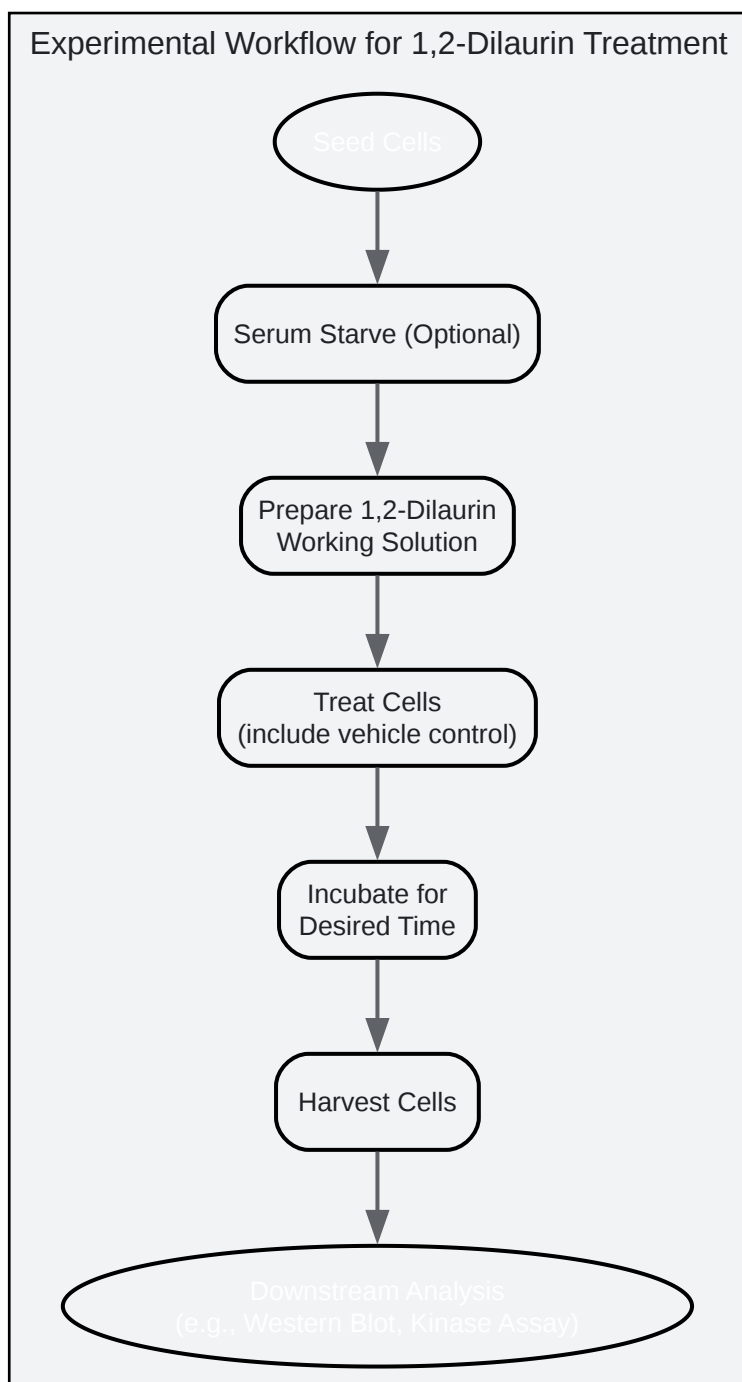 Experimental Workflow for 1,2-Dilaurin Treatment
Seed Cells
Serum Starve (Optional)
Prepare 1,2-Dilaurin
Working Solution
Treat Cells
(include vehicle control)
Incubate for
Desired Time
Harvest Cells
Downstream Analysis
(e.g., Western Blot, Kinase Assay)